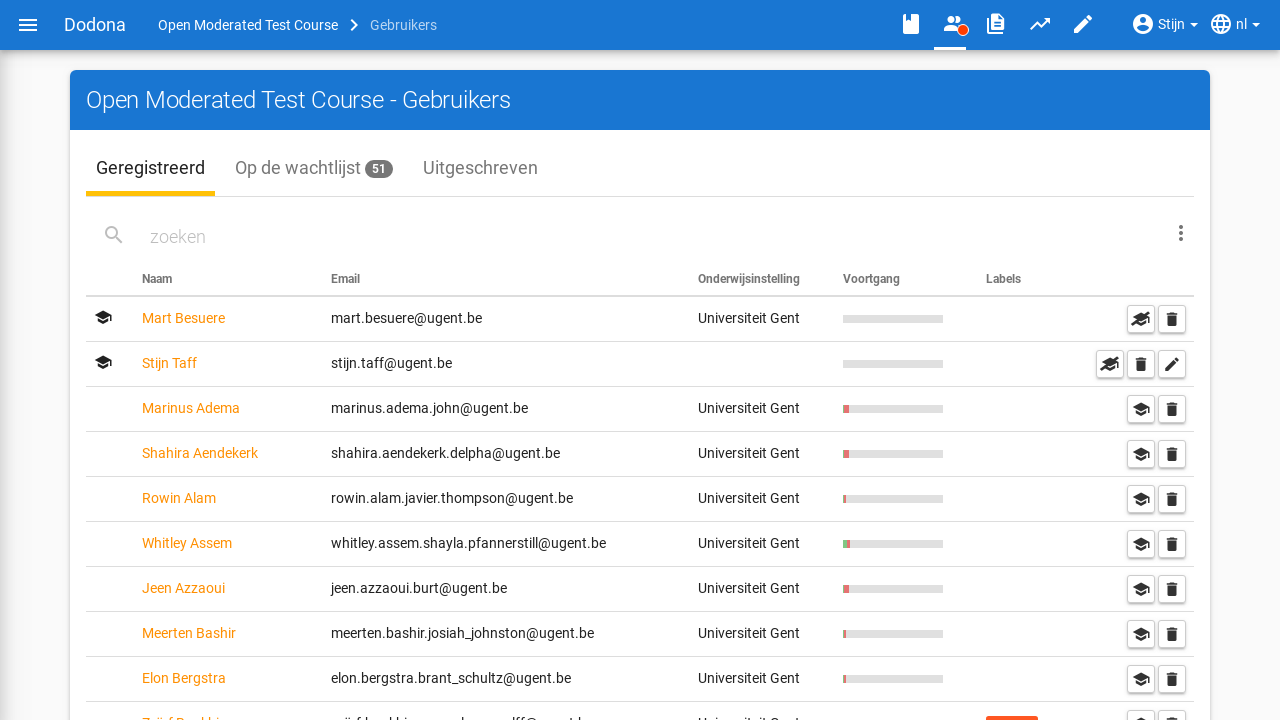 Dodona Open Moderated Test Course Gebruikers Stijn nl
Open Moderated Test Course - Gebruikers
Geregistreerd Op de wachtlijst 51 Uitgeschreven
zoeken
Naam Email Onderwijsinstelling Voortgang Labels
Mart Besuere mart.besuere@ugent.be Universiteit Gent
Stijn Taff stijn.taff@ugent.be
Marinus Adema marinus.adema.john@ugent.be Universiteit Gent
Shahira Aendekerk shahira.aendekerk.delpha@ugent.be Universiteit Gent
Rowin Alam rowin.alam.javier.thompson@ugent.be Universiteit Gent
Whitley Assem whitley.assem.shayla.pfannerstill@ugent.be Universiteit Gent
Jeen Azzaoui jeen.azzaoui.burt@ugent.be Universiteit Gent
Meerten Bashir meerten.bashir.josiah_johnston@ugent.be Universiteit Gent
Elon Bergstra elon.bergstra.brant_schultz@ugent.be Universiteit Gent